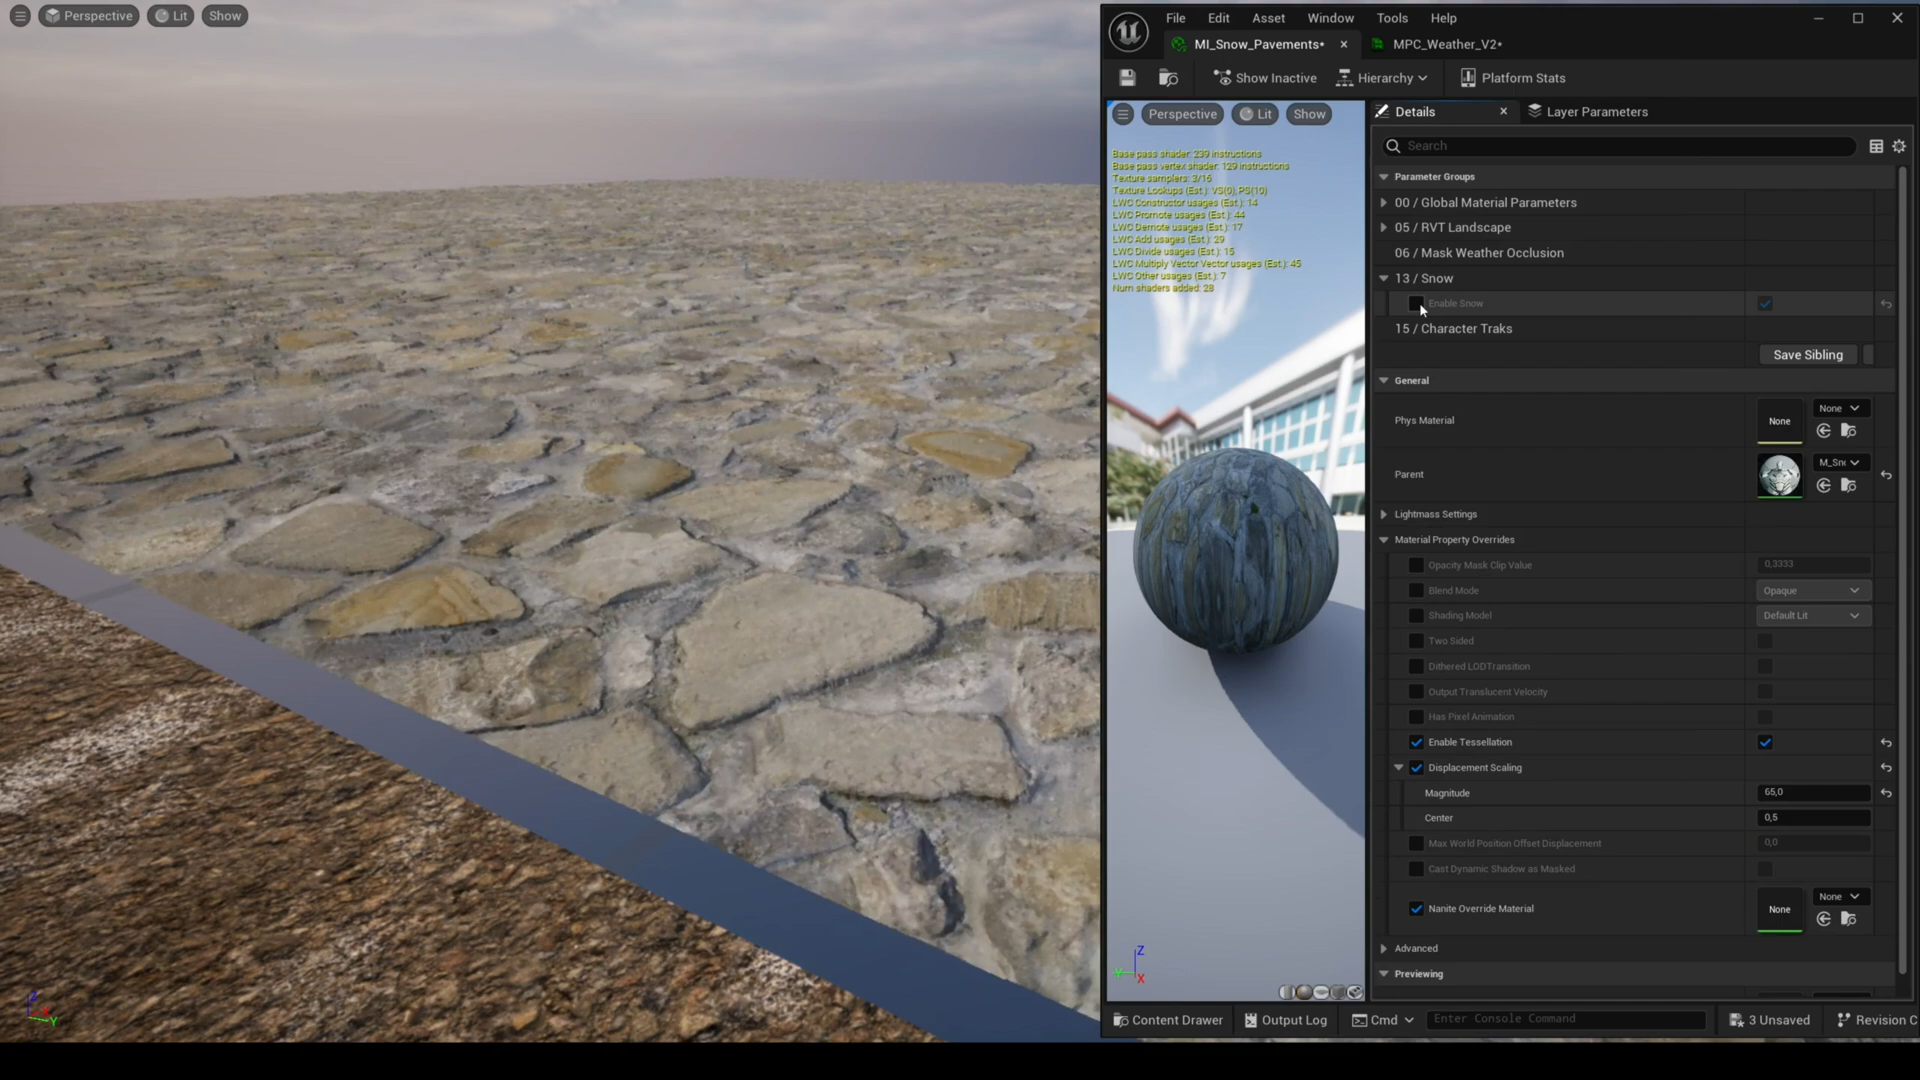 Perspective
Lit
Show
File
Edit
Asset
Window
Tools
Help
MI_Snow_Pavements*
MPC_Weather_V2*
Show Inactive
Hierarchy
Platform Stats
Perspective
Lit
Show
Details
Layer Parameters
Search
Base pass shader: 239 instructions
Base pass vertex shader: 129 instructions
Texture samplers: 3/16
Texture Lookups (Est.): VS(0), PS(10)
LWC Constructor usages (Est.): 14
LWC Promote usages (Est.): 44
LWC Demote usages (Est.): 17
LWC Add usages (Est.): 29
LWC Divide usages (Est.): 15
LWC Multiply Vector Vector usages (Est.): 45
LWC Other usages (Est.): 7
Num shaders added: 28
Parameter Groups
00 / Global Material Parameters
05 / RVT Landscape
06 / Mask Weather Occlusion
13 / Snow
Enable Snow
15 / Character Traks
Save Sibling
General
Phys Material
None
None
Parent
M_Sn
Lightmass Settings
Material Property Overrides
Opacity Mask Clip Value
0,3333
Blend Mode
Opaque
Shading Model
Default Lit
Two Sided
Dithered LODTransition
Output Translucent Velocity
Has Pixel Animation
Enable Tessellation
Displacement Scaling
Magnitude
65,0
Center
0,5
Max World Position Offset Displacement
0,0
Cast Dynamic Shadow as Masked
Nanite Override Material
None
None
Advanced
Previewing
Z
Y
X
Z
X
Y
Content Drawer
Output Log
Cmd
Enter Console Command
3 Unsaved
Revision C